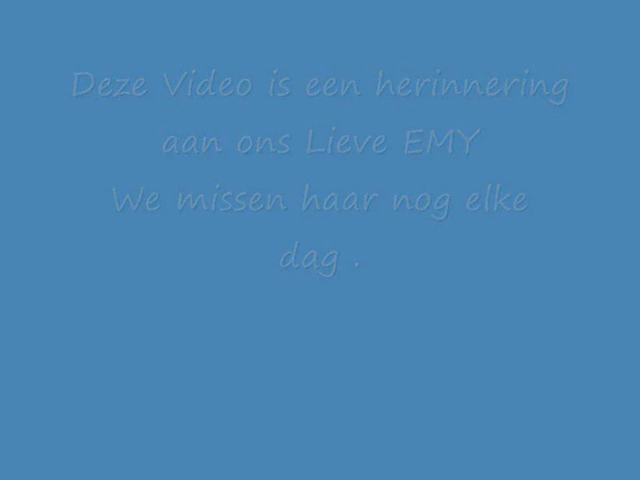 Deze Video is een herinnering
aan ons Lieve EMY
We missen haar nog elke
dag .